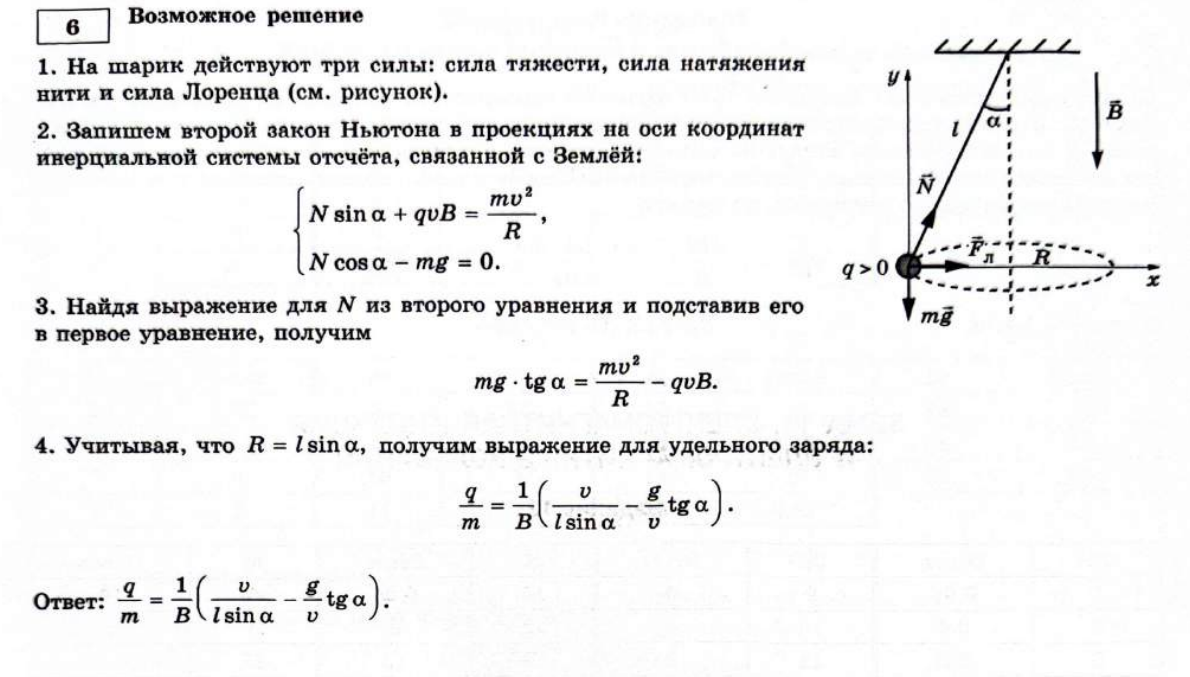 6
Возможное решение
1. На шарик действуют три силы: сила тяжести, сила натяжения
нити и сила Лоренца (см. рисунок).
2. Запишем второй закон Ньютона в проекциях на оси координат
инерциальной системы отсчёта, связанной с Землёй:
N sin α + qvB = mv²/R,
N cos α − mg = 0.
3. Найдя выражение для N из второго уравнения и подставив его
в первое уравнение, получим
mg · tg α = mv²/R − qvB.
4. Учитывая, что R = l sin α, получим выражение для удельного заряда:
q/m = 1/B (v/(l sin α) − g/v tg α).
Ответ: q/m = 1/B (v/(l sin α) − g/v tg α).
y
B⃗
α
l
N⃗
F⃗л
R
q > 0
x
mg⃗